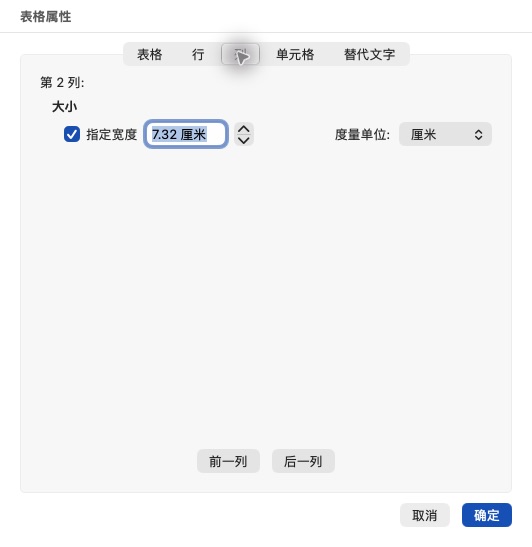 表格属性
表格 行 单元格 替代文字
第 2 列:
大小
指定宽度 7.32 厘米 度量单位: 厘米
前一列 后一列
取消 确定